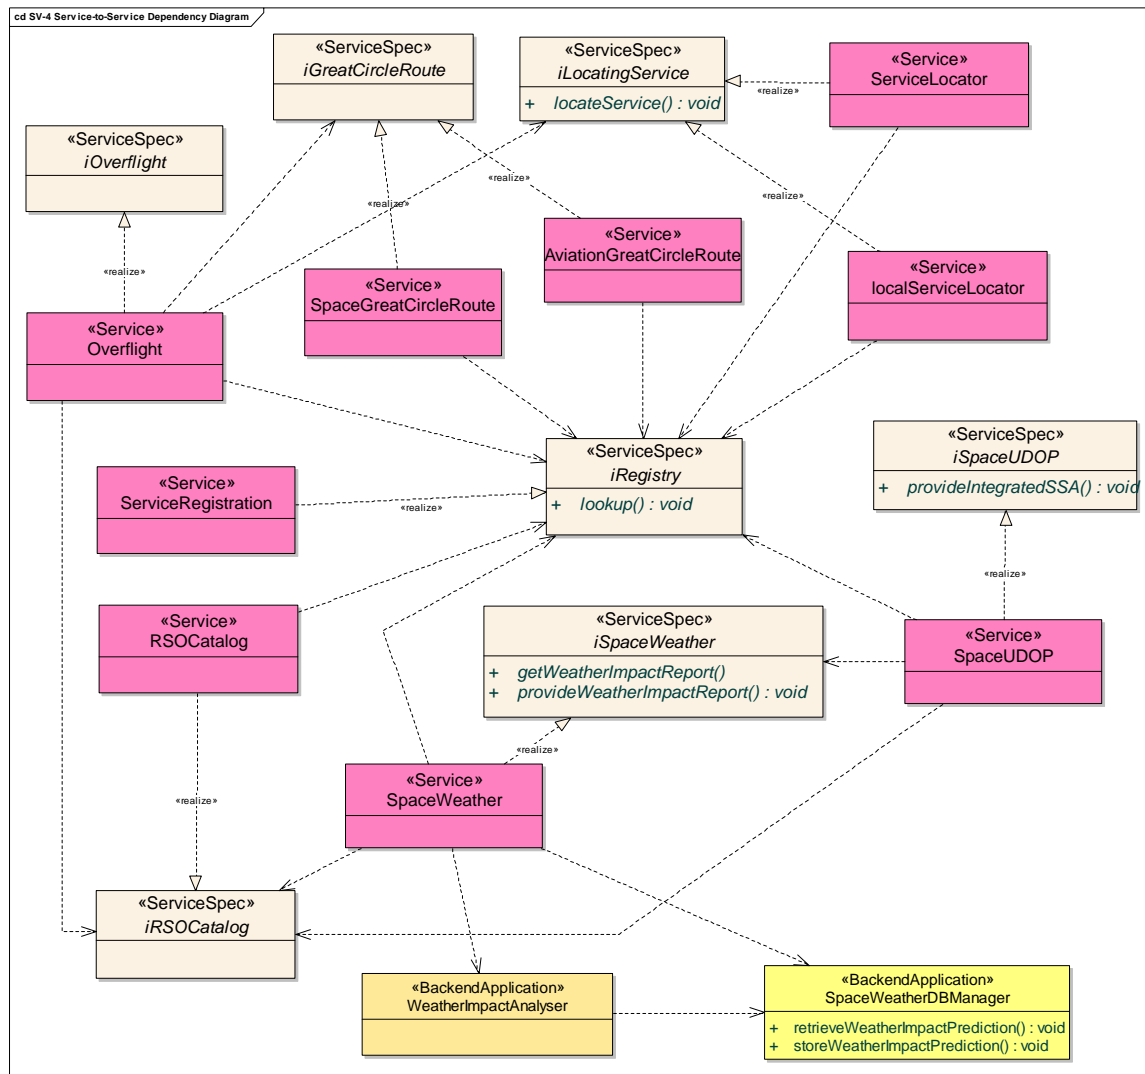 cd SV-4 Service-to-Service Dependency Diagram
«ServiceSpec»
iGreatCircleRoute
«ServiceSpec»
iLocatingService
+ locateService() : void
«Service»
ServiceLocator
«realize»
«ServiceSpec»
iOverflight
«realize»
«realize»
«realize»
«realize»
«Service»
AviationGreatCircleRoute
«Service»
SpaceGreatCircleRoute
«Service»
localServiceLocator
«Service»
Overflight
«ServiceSpec»
iRegistry
+ lookup() : void
«ServiceSpec»
iSpaceUDOP
+ provideIntegratedSSA() : void
«Service»
ServiceRegistration
«realize»
«realize»
«Service»
RSOCatalog
«ServiceSpec»
iSpaceWeather
+ getWeatherImpactReport()
+ provideWeatherImpactReport() : void
«Service»
SpaceUDOP
«realize»
«Service»
SpaceWeather
«realize»
«ServiceSpec»
iRSOCatalog
«BackendApplication»
WeatherImpactAnalyser
«BackendApplication»
SpaceWeatherDBManager
+ retrieveWeatherImpactPrediction() : void
+ storeWeatherImpactPrediction() : void